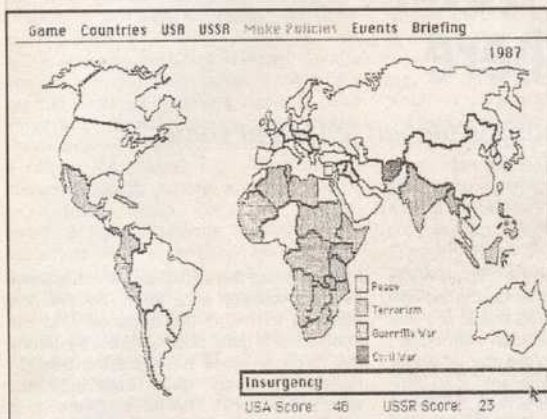 Game Countries USA USSR Make Policies Events Briefing
1987
Peace
Terrorism
Guerrilla War
Civil War
Insurgency
USA Score: 46 USSR Score: 23